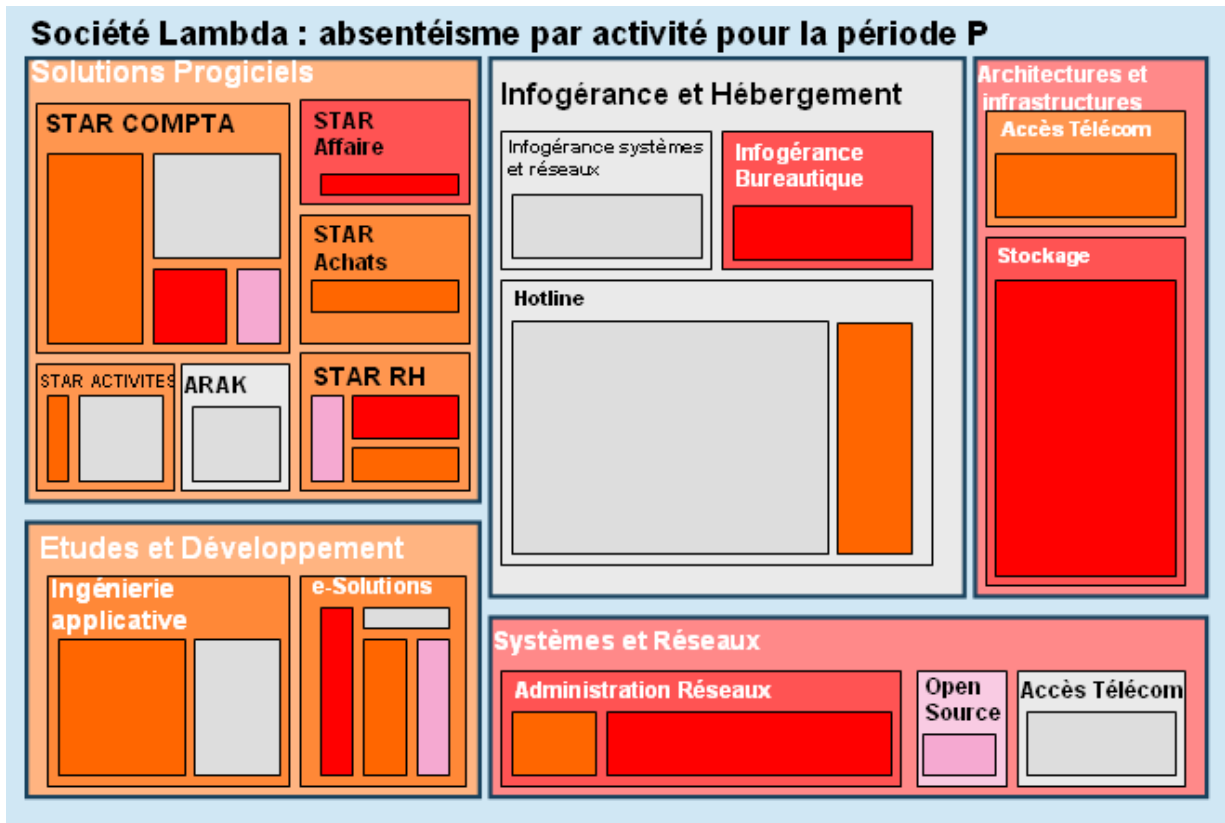 Société Lambda : absentéisme par activité pour la période P
Solutions Progiciels
STAR COMPTA
STAR
Affaire
STAR
Achats
STAR ACTIVITES
ARAK
STAR RH
Infogérance et Hébergement
Infogérance systèmes
et réseaux
Infogérance
Bureautique
Hotline
Architectures et
infrastructures
Accès Télécom
Stockage
Etudes et Développement
Ingénierie
applicative
e-Solutions
Systèmes et Réseaux
Administration Réseaux
Open
Source
Accès Télécom